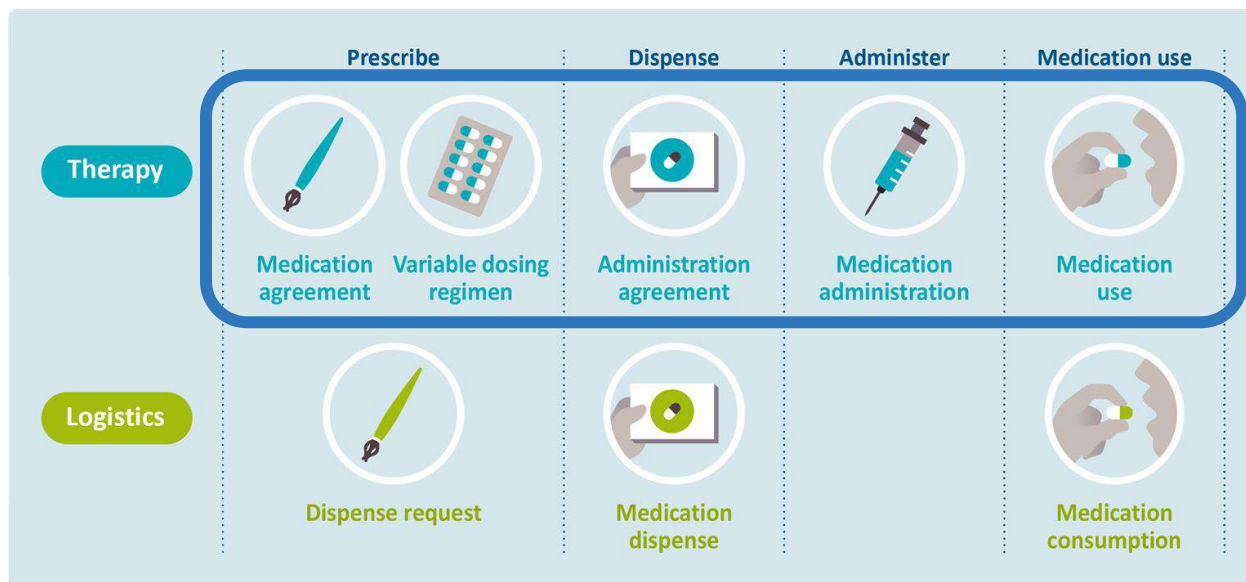 Prescribe
Dispense
Administer
Medication use
Therapy
Medication
agreement
Variable dosing
regimen
Administration
agreement
Medication
administration
Medication
use
Logistics
Dispense request
Medication
dispense
Medication
consumption